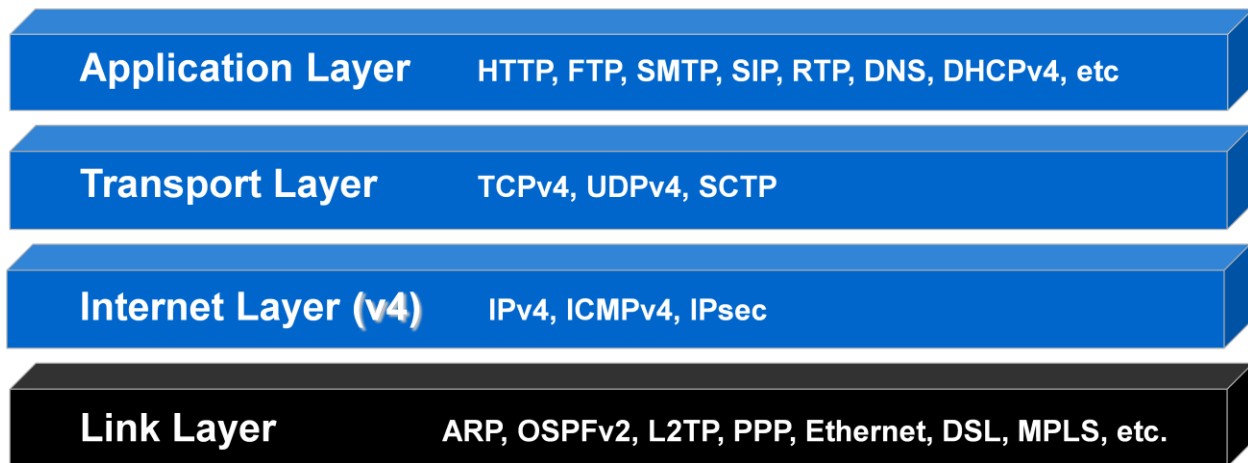 Application Layer HTTP, FTP, SMTP, SIP, RTP, DNS, DHCPv4, etc
Transport Layer TCPv4, UDPv4, SCTP
Internet Layer (v4) IPv4, ICMPv4, IPsec
Link Layer ARP, OSPFv2, L2TP, PPP, Ethernet, DSL, MPLS, etc.